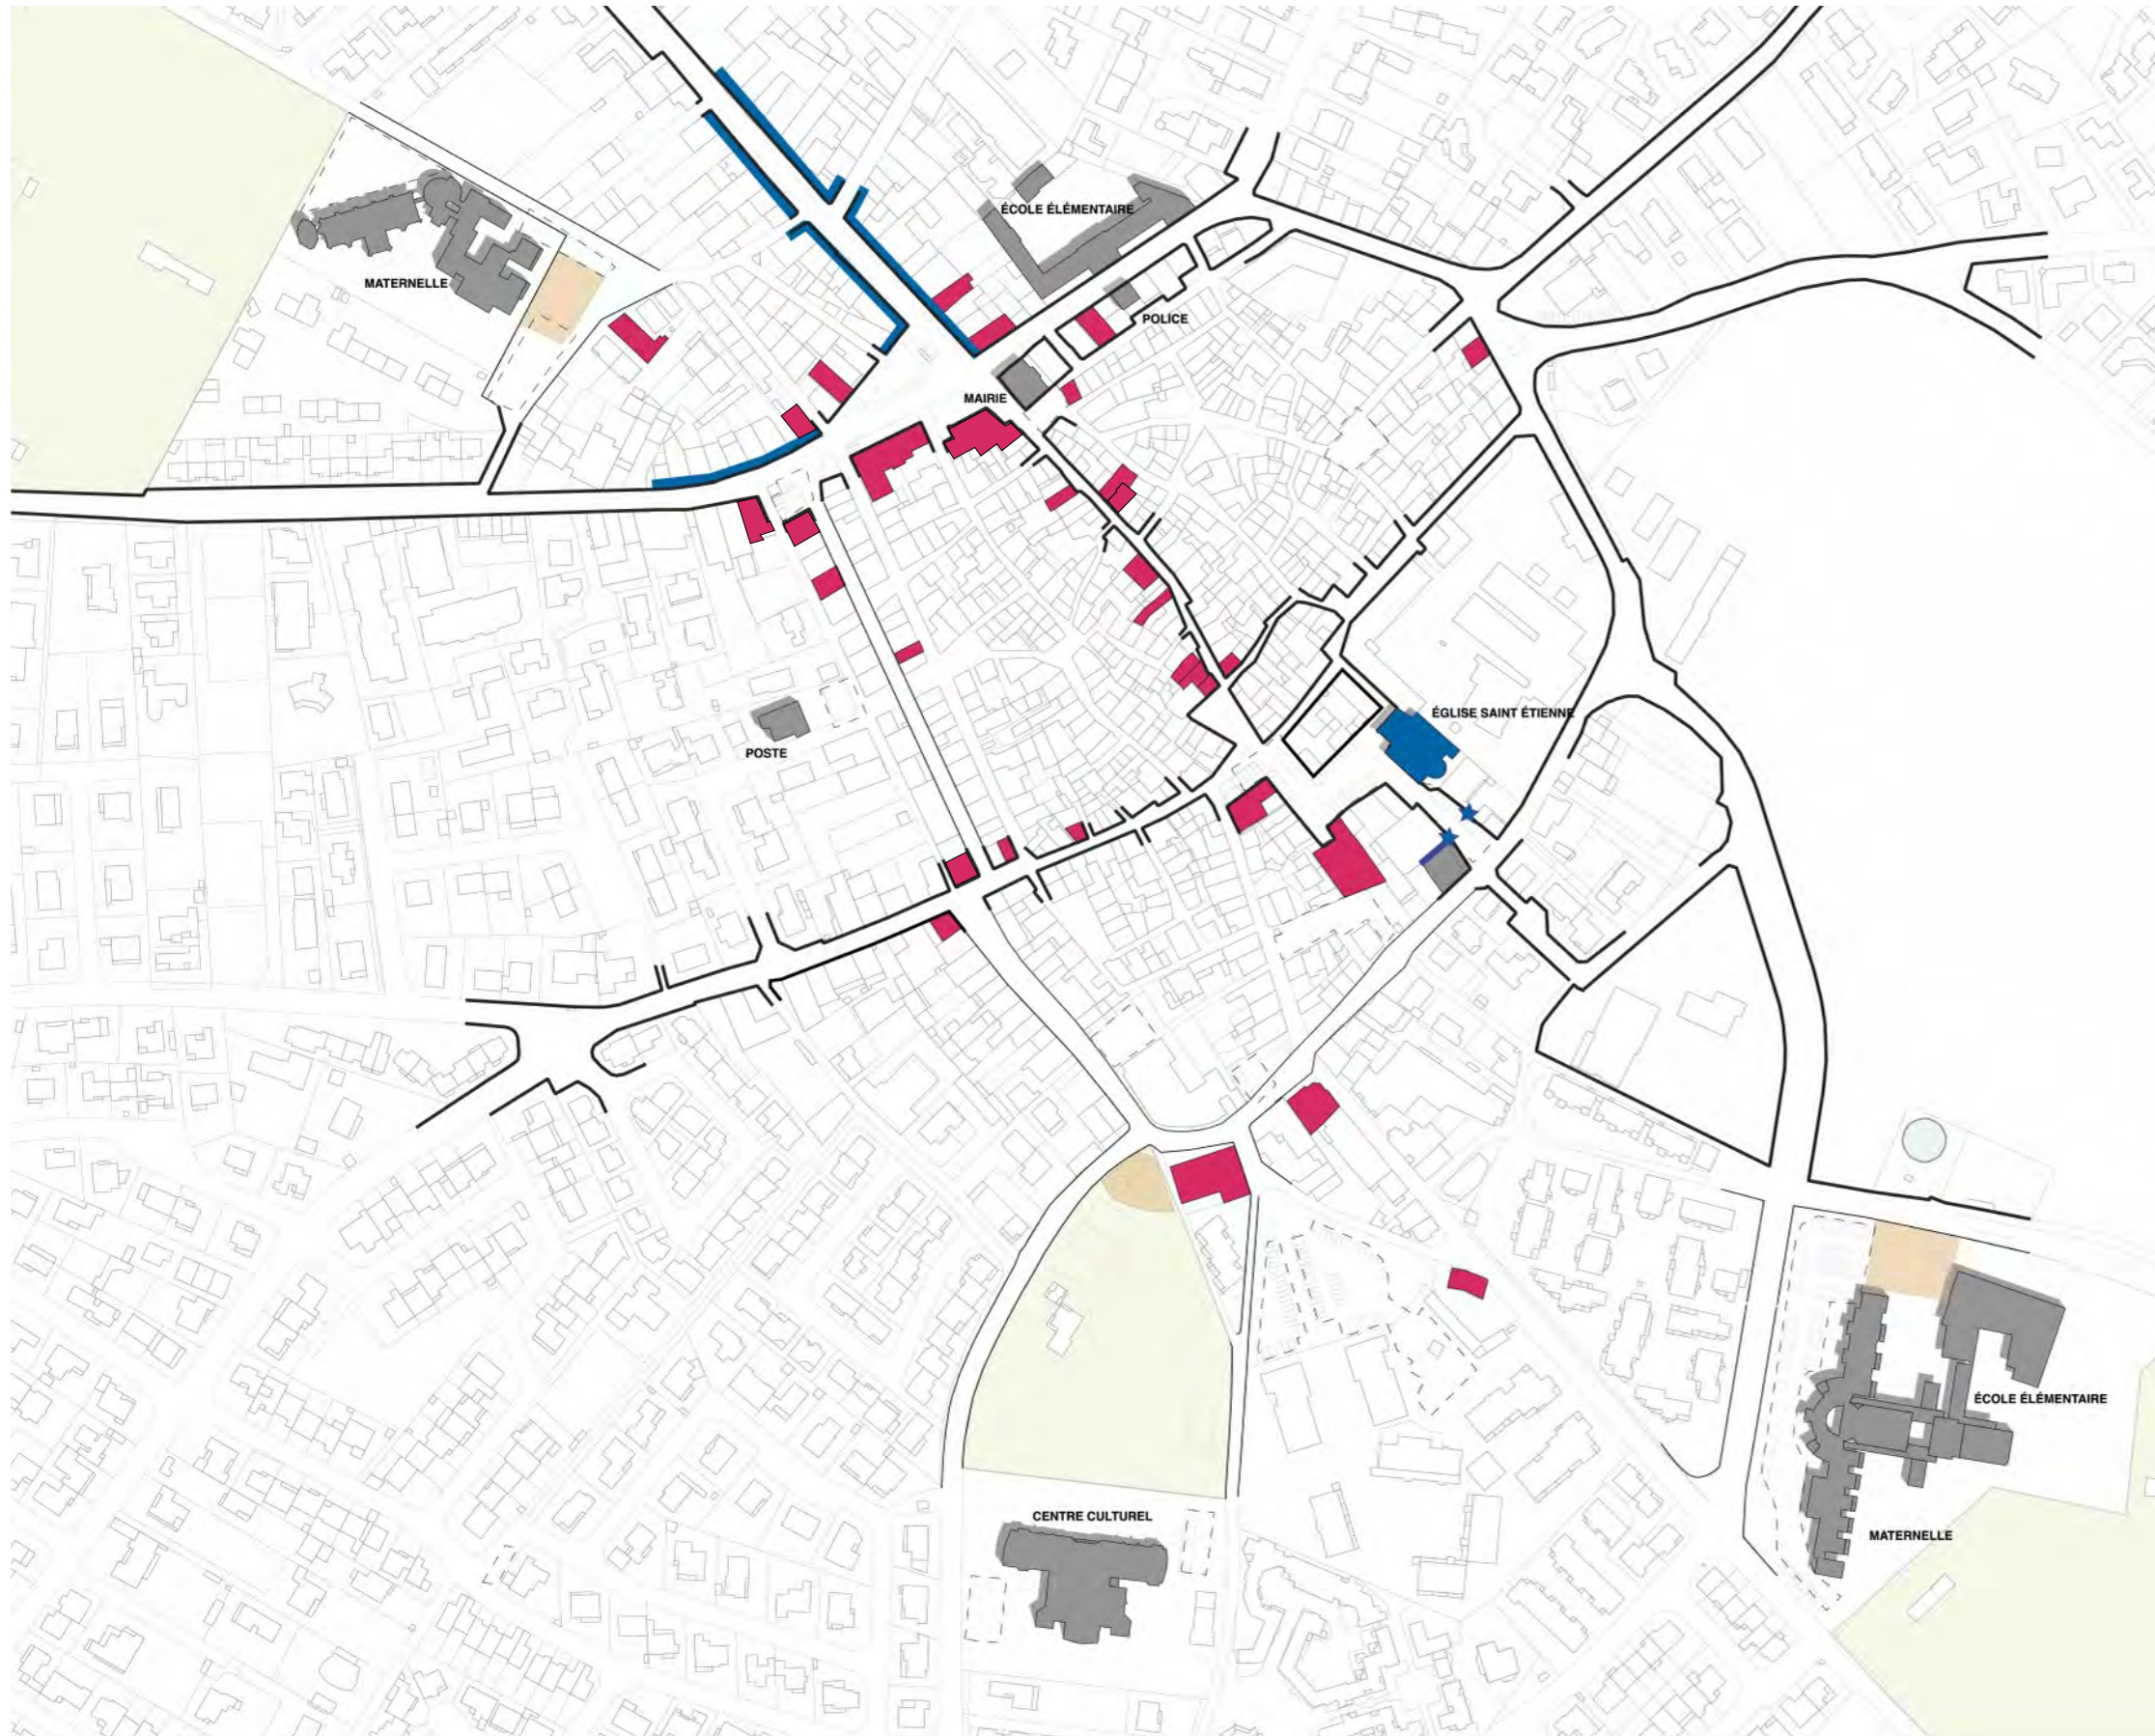 ÉCOLE ÉLÉMENTAIRE
MATERNELLE
POLICE
MAIRIE
ÉGLISE SAINT ÉTIENNE
POSTE
ÉCOLE ÉLÉMENTAIRE
CENTRE CULTUREL
MATERNELLE